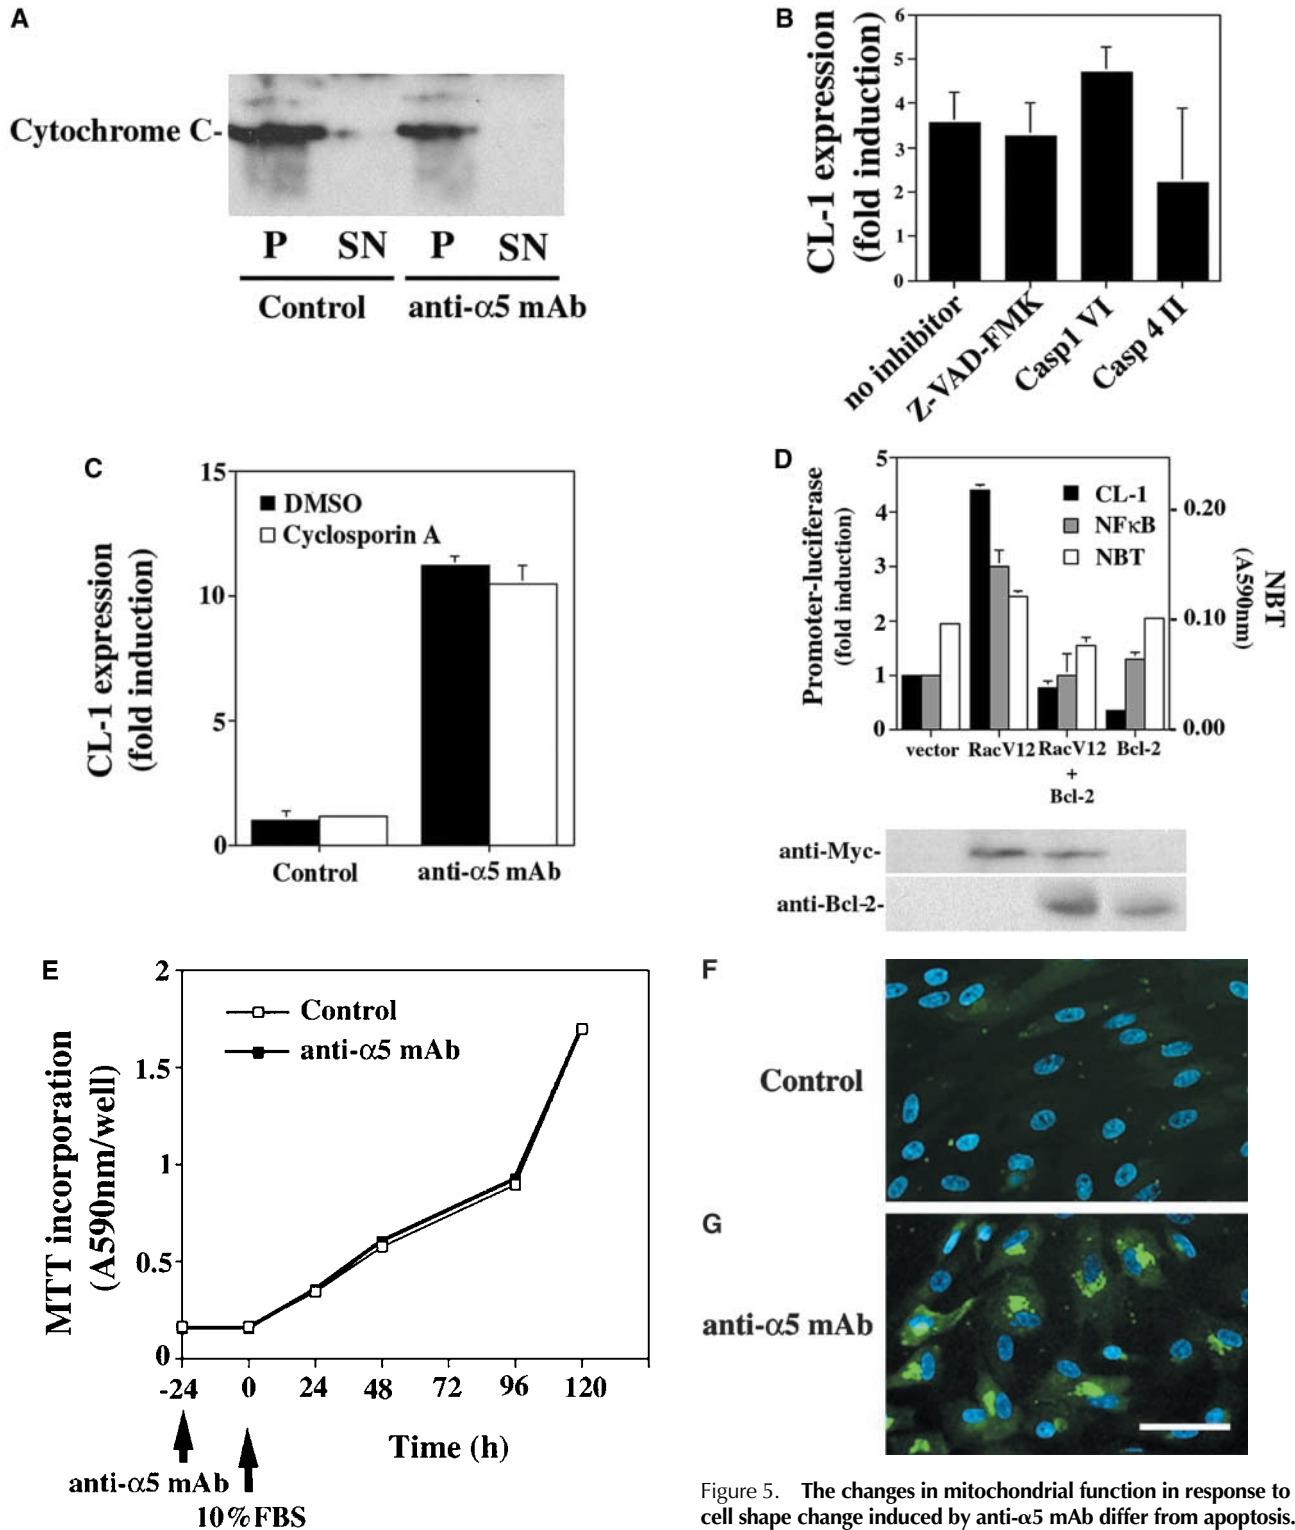 A
Cytochrome C-
P SN P SN
Control anti-α5 mAb
B
CL-1 expression
(fold induction)
6
5
4
3
2
1
0
no inhibitor
Z-VAD-FMK
Casp1 VI
Casp 4 II
C
CL-1 expression
(fold induction)
15
10
5
0
DMSO
Cyclosporin A
Control anti-α5 mAb
D
Promoter-luciferase
(fold induction)
5
4
3
2
1
0
CL-1
NFκB
NBT
0.20
0.10
0.00
NBT
(A590nm)
vector RacV12 RacV12 Bcl-2
+
Bcl-2
anti-Myc-
anti-Bcl-2-
E
MTT incorporation
(A590nm/well)
2
1.5
1
0.5
0
Control
anti-α5 mAb
-24 0 24 48 72 96 120
Time (h)
anti-α5 mAb
10%FBS
F
Control
G
anti-α5 mAb
Figure 5. The changes in mitochondrial function in response to
cell shape change induced by anti-α5 mAb differ from apoptosis.